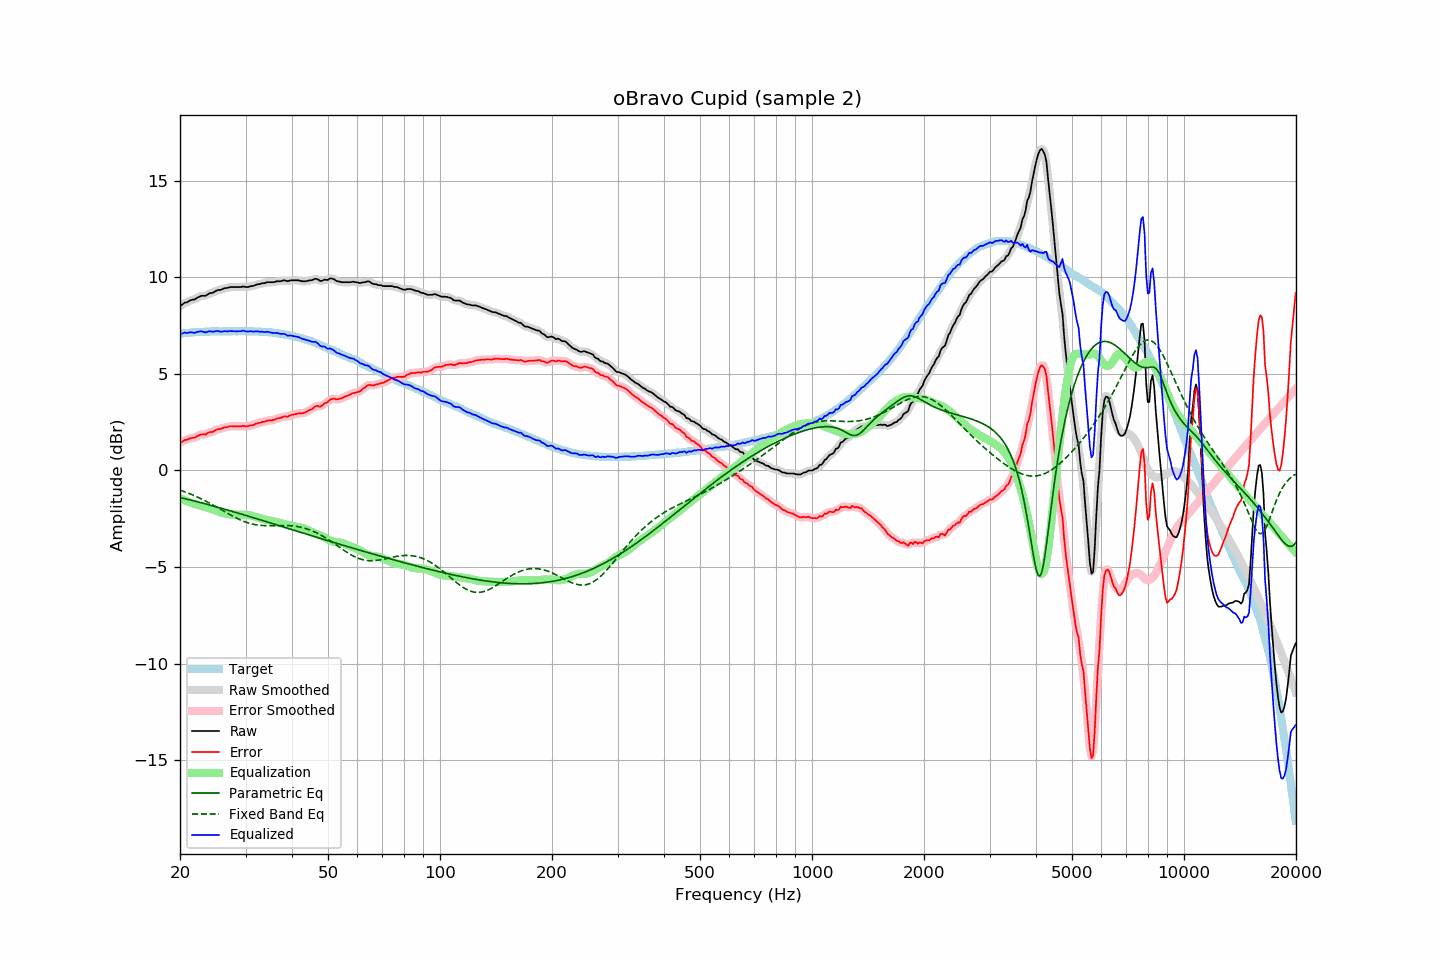 oBravo Cupid (sample 2)
15
10
5
0
−5
−10
−15
Amplitude (dBr)
Target
Raw Smoothed
Error Smoothed
Raw
Error
Equalization
Parametric Eq
Fixed Band Eq
Equalized
20 50 100 200 500 1000 2000 5000 10000 20000
Frequency (Hz)